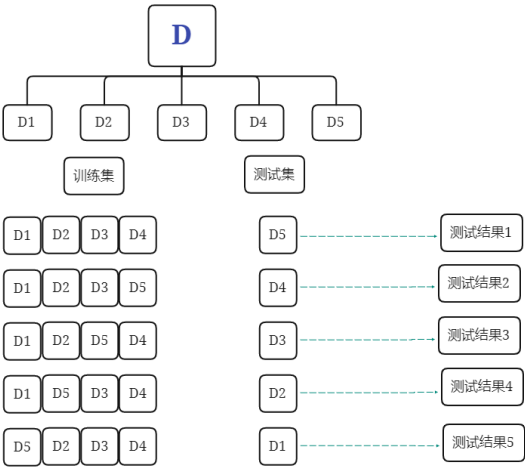 D
D1 D2 D3 D4 D5
训练集 测试集
D1 D2 D3 D4 D5 测试结果1
D1 D2 D3 D5 D4 测试结果2
D1 D2 D5 D4 D3 测试结果3
D1 D5 D3 D4 D2 测试结果4
D5 D2 D3 D4 D1 测试结果5